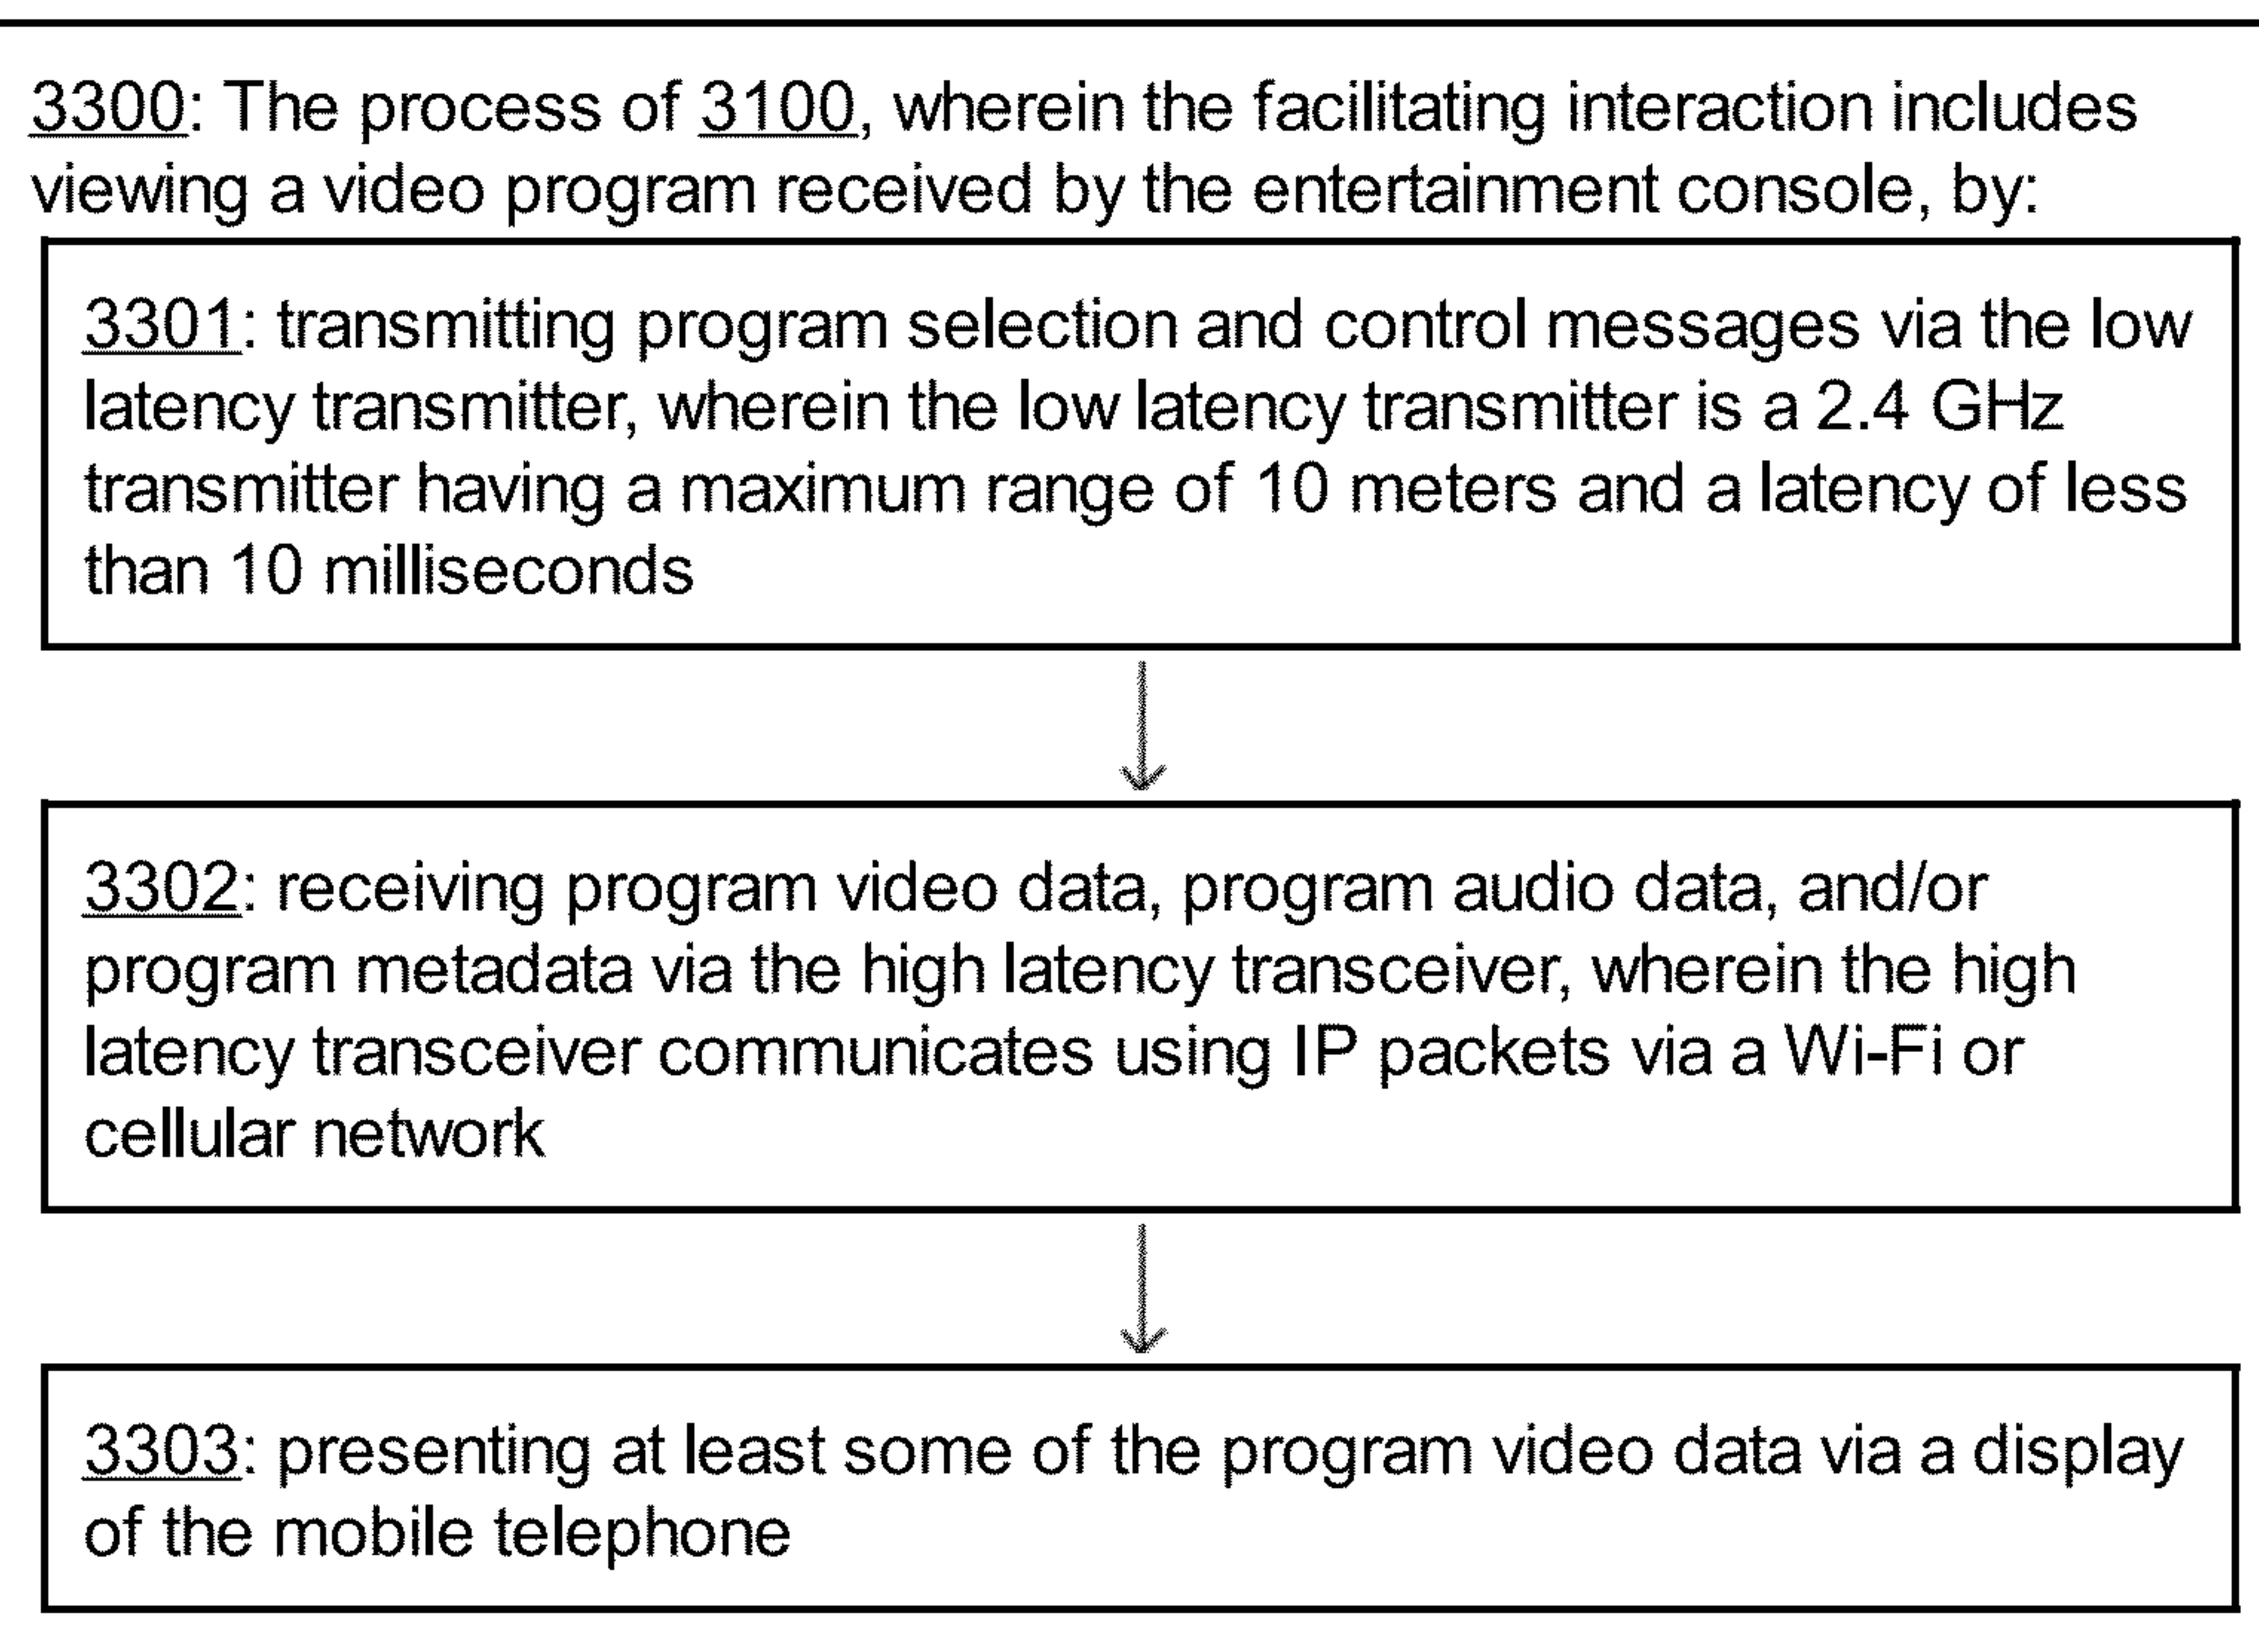 3300: The process of 3100, wherein the facilitating interaction includes
viewing a video program received by the entertainment console, by:
3301: transmitting program selection and control messages via the low
latency transmitter, wherein the low latency transmitter is a 2.4 GHz
transmitter having a maximum range of 10 meters and a latency of less
than 10 milliseconds
3302: receiving program video data, program audio data, and/or
program metadata via the high latency transceiver, wherein the high
latency transceiver communicates using IP packets via a Wi-Fi or
cellular network
3303: presenting at least some of the program video data via a display
of the mobile telephone